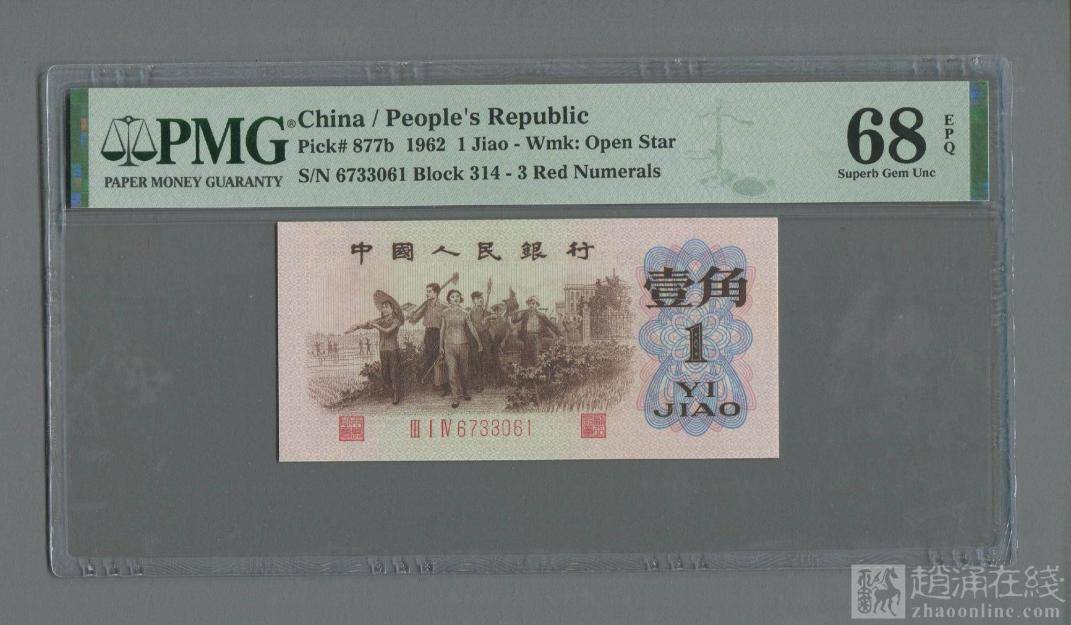 PMG®
PAPER MONEY GUARANTY
China / People's Republic
Pick# 877b 1962 1 Jiao - Wmk: Open Star
S/N 6733061 Block 314 - 3 Red Numerals
68
EPQ
Superb Gem Unc
中國人民銀行
壹角
1
YI
JIAO
III I IV 6733061
趙涌在綫
zhaoonline.com